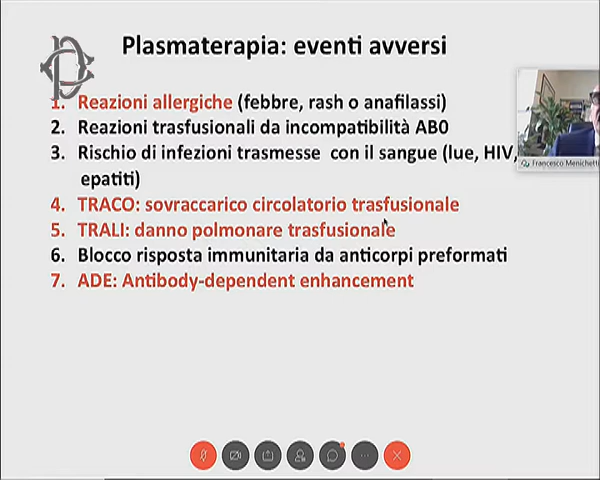 Plasmaterapia: eventi avversi
1. Reazioni allergiche (febbre, rash o anafilassi)
2. Reazioni trasfusionali da incompatibilità AB0
3. Rischio di infezioni trasmesse con il sangue (lue, HIV,
epatiti)
4. TRACO: sovraccarico circolatorio trasfusionale
5. TRALI: danno polmonare trasfusionale
6. Blocco risposta immunitaria da anticorpi preformati
7. ADE: Antibody-dependent enhancement
Francesco Menichetti